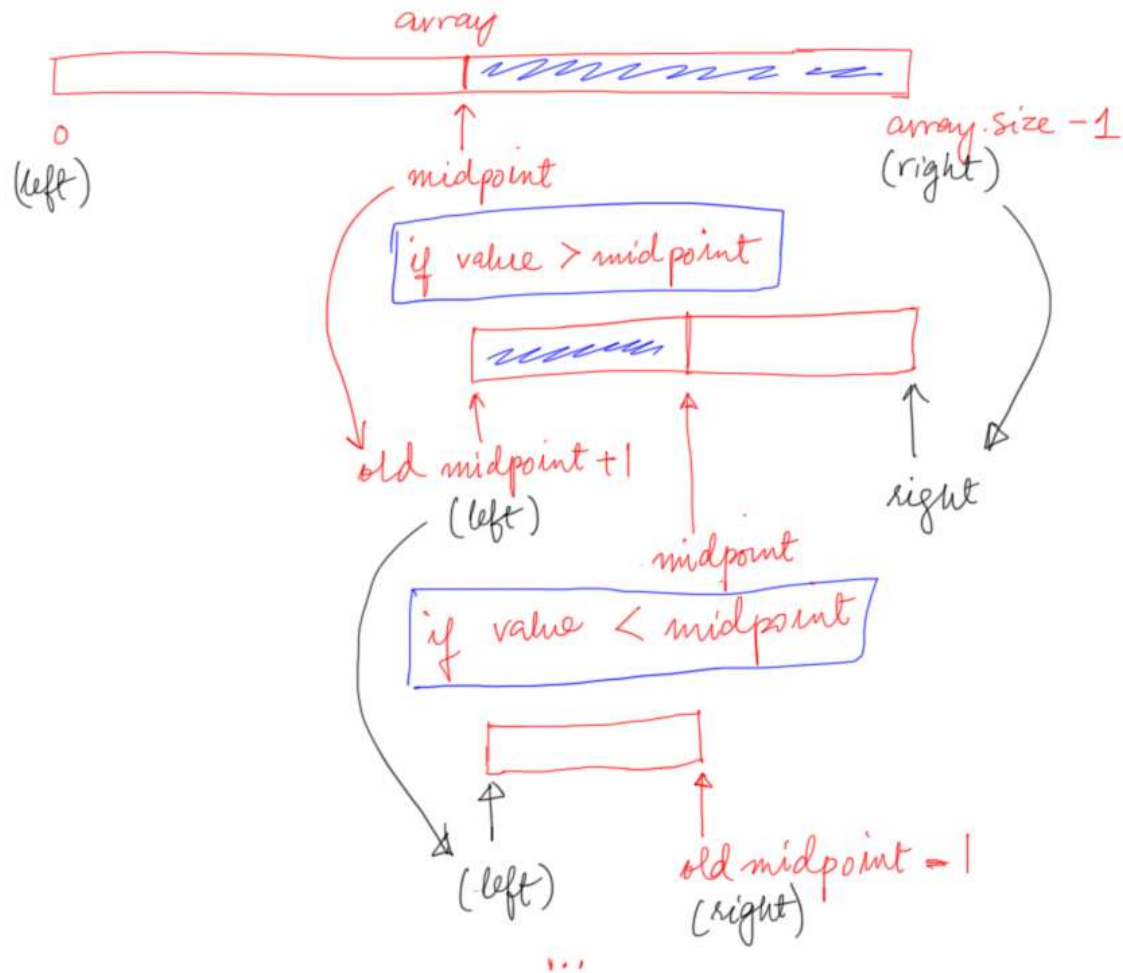 array
0
array.size - 1
(left)
midpoint
(right)
if value > midpoint
old midpoint + 1
(left)
right
midpoint
if value < midpoint
(left)
old midpoint - 1
(right)
...